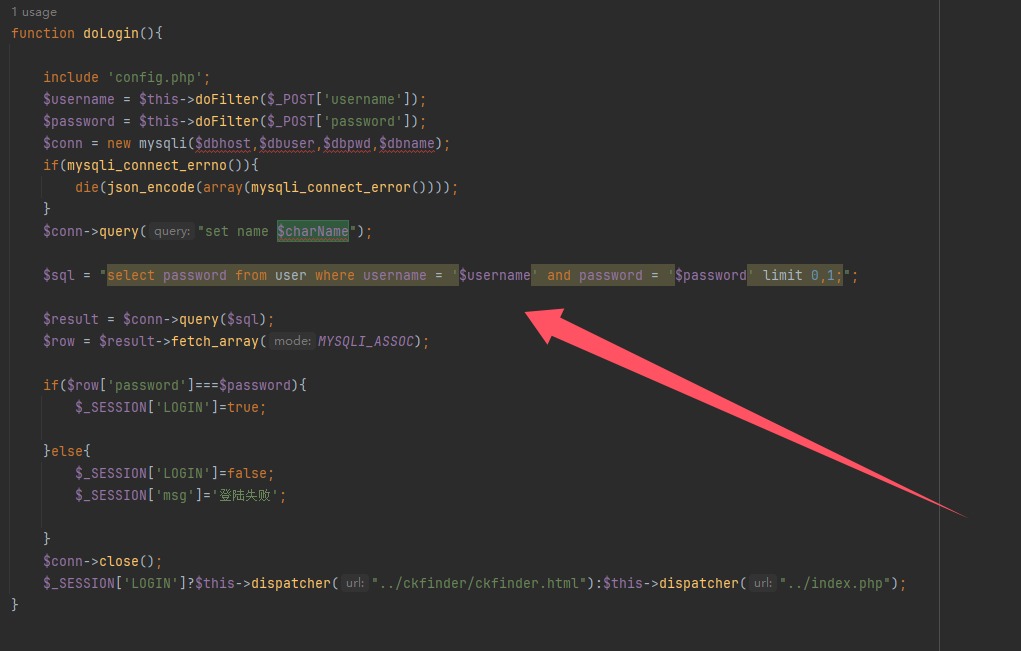 1 usage
function doLogin(){
include 'config.php';
$username = $this->doFilter($_POST['username']);
$password = $this->doFilter($_POST['password']);
$conn = new mysqli($dbhost,$dbuser,$dbpwd,$dbname);
if(mysqli_connect_errno()){
die(json_encode(array(mysqli_connect_error())));
}
$conn->query( query: "set name $charName");
$sql = "select password from user where username = '$username' and password = '$password' limit 0,1;";
$result = $conn->query($sql);
$row = $result->fetch_array( mode: MYSQLI_ASSOC);
if($row['password']===$password){
$_SESSION['LOGIN']=true;
}else{
$_SESSION['LOGIN']=false;
$_SESSION['msg']='登陆失败';
}
$conn->close();
$_SESSION['LOGIN']?$this->dispatcher( url: "../ckfinder/ckfinder.html"):$this->dispatcher( url: "../index.php");
}